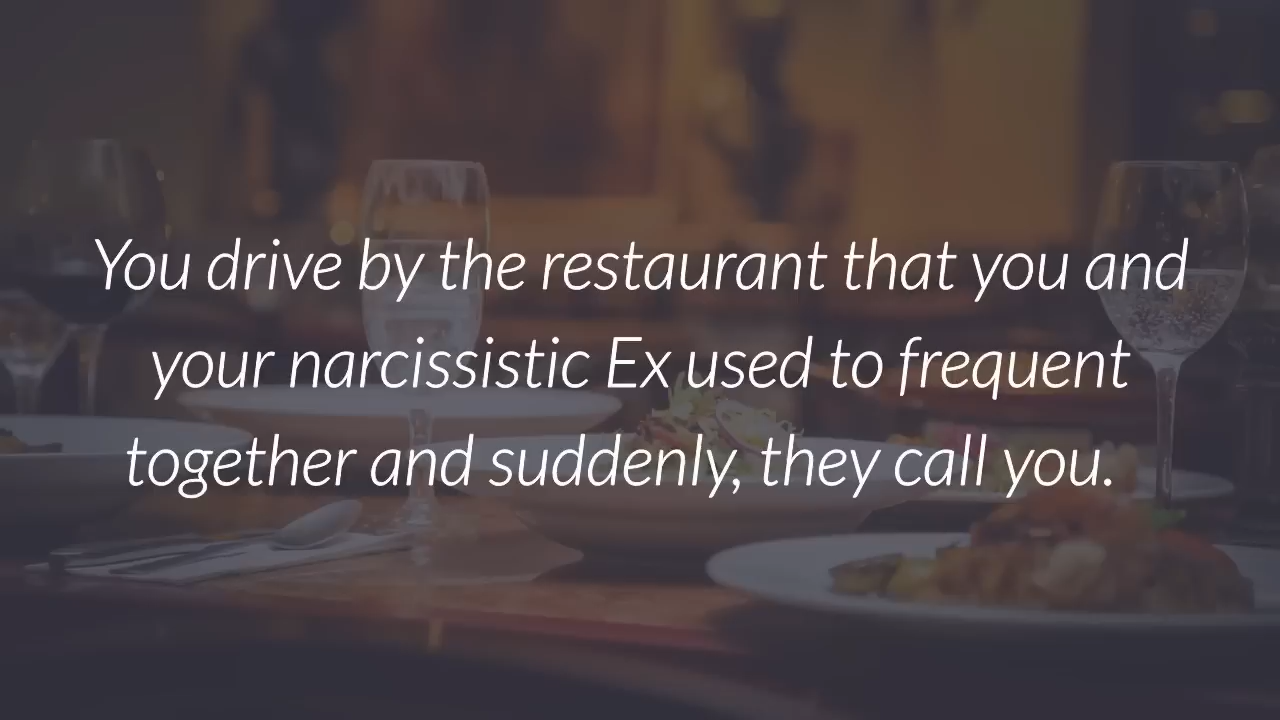 You drive by the restaurant that you and
your narcissistic Ex used to frequent
together and suddenly, they call you.